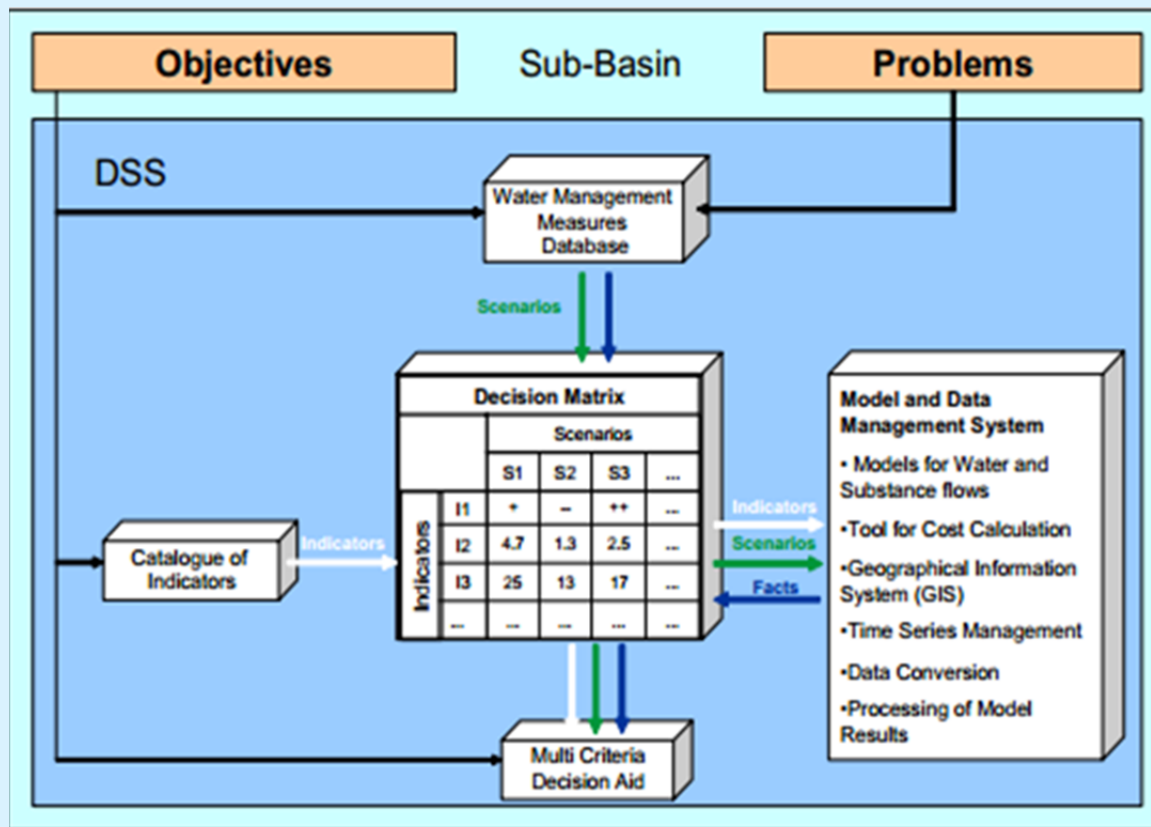 Objectives
Sub-Basin
Problems
DSS
Water Management
Measures
Database
Scenarios
Decision Matrix
Scenarios
S1 S2 S3 ...
Indicators
I1 + -- ++ ...
I2 4.7 1.3 2.5 ...
I3 25 13 17 ...
... ... ... ... ...
Catalogue of
Indicators
Indicators
Indicators
Scenarios
Facts
Model and Data
Management System
• Models for Water and
Substance flows
•Tool for Cost Calculation
•Geographical Information
System (GIS)
•Time Series Management
•Data Conversion
•Processing of Model
Results
Multi Criteria
Decision Aid